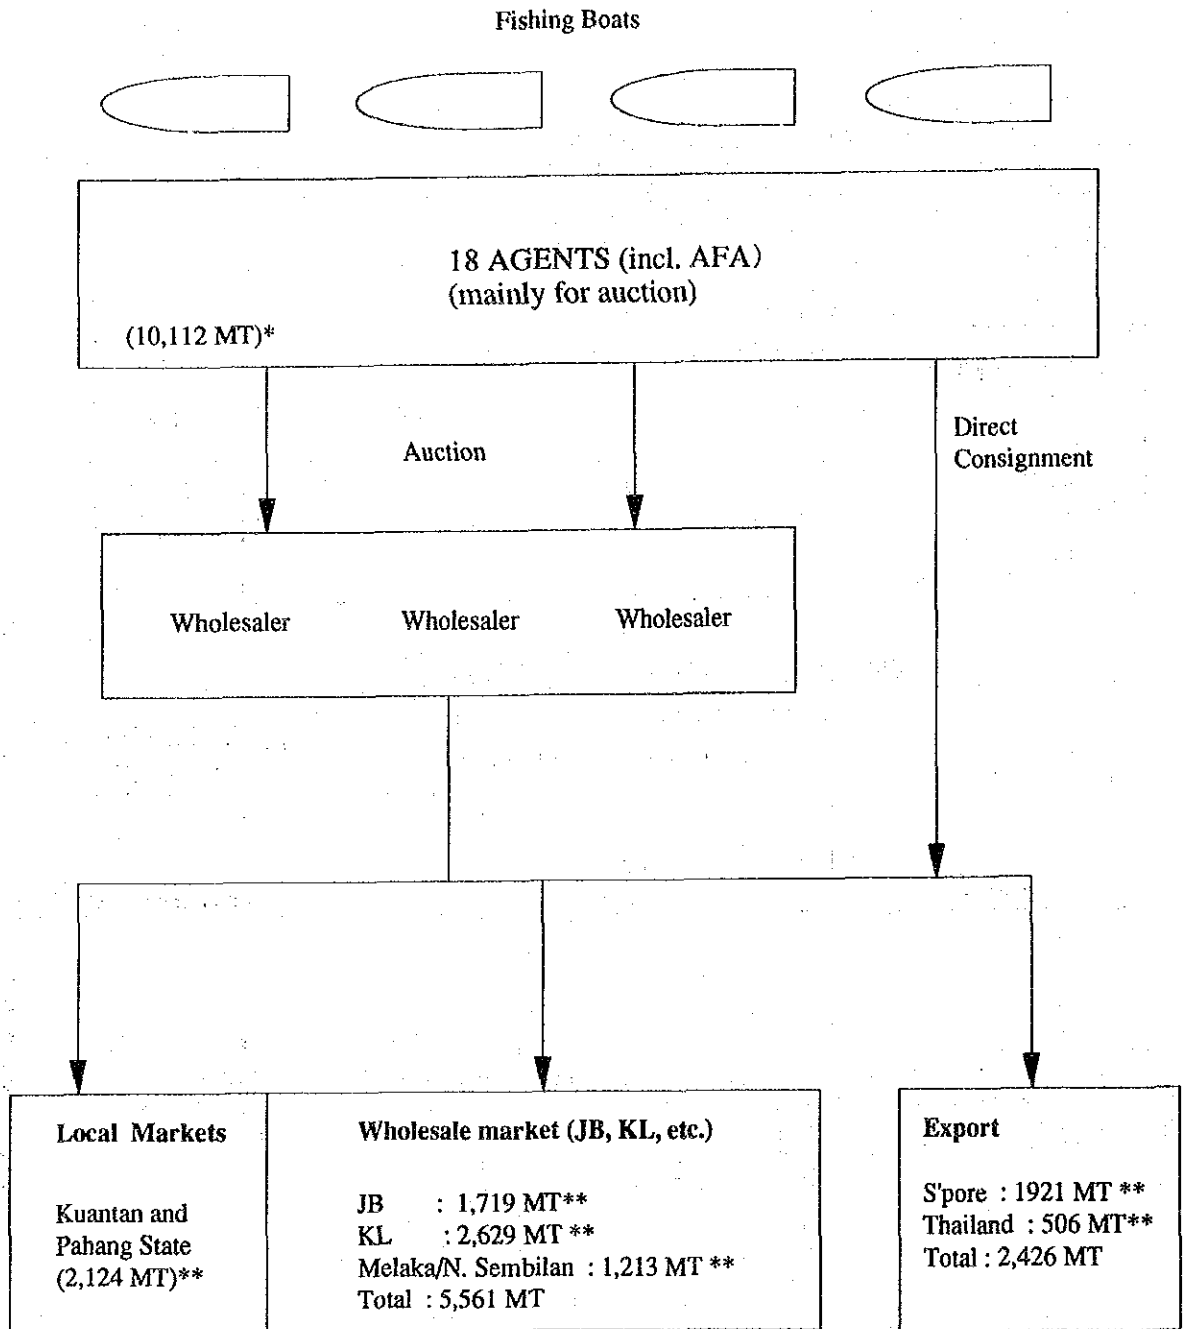 Fishing Boats
18 AGENTS (incl. AFA)
(mainly for auction)
(10,112 MT)*
Auction
Direct
Consignment
Wholesaler
Wholesaler
Wholesaler
Local Markets
Kuantan and
Pahang State
(2,124 MT)**
Wholesale market (JB, KL, etc.)
JB : 1,719 MT**
KL : 2,629 MT **
Melaka/N. Sembilan : 1,213 MT **
Total : 5,561 MT
Export
S'pore : 1921 MT **
Thailand : 506 MT**
Total : 2,426 MT